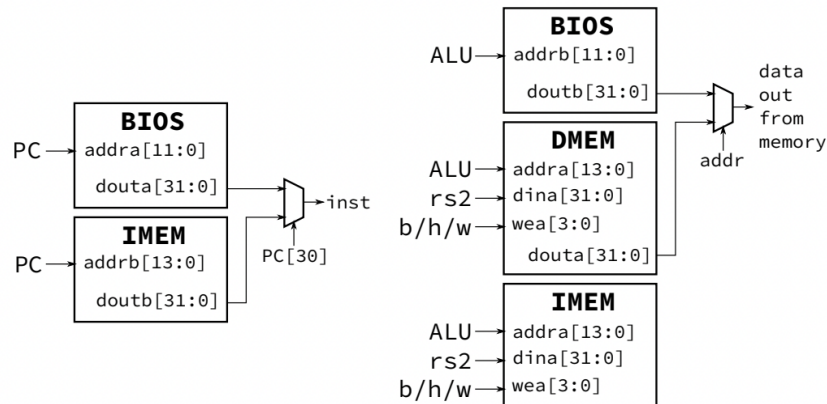 BIOS
PC
addra[11:0]
douta[31:0]
IMEM
PC
addrb[13:0]
doutb[31:0]
inst
PC[30]
BIOS
ALU
addrb[11:0]
doutb[31:0]
DMEM
ALU
addra[13:0]
rs2
dina[31:0]
b/h/w
wea[3:0]
douta[31:0]
addr
data
out
from
memory
IMEM
ALU
addra[13:0]
rs2
dina[31:0]
b/h/w
wea[3:0]